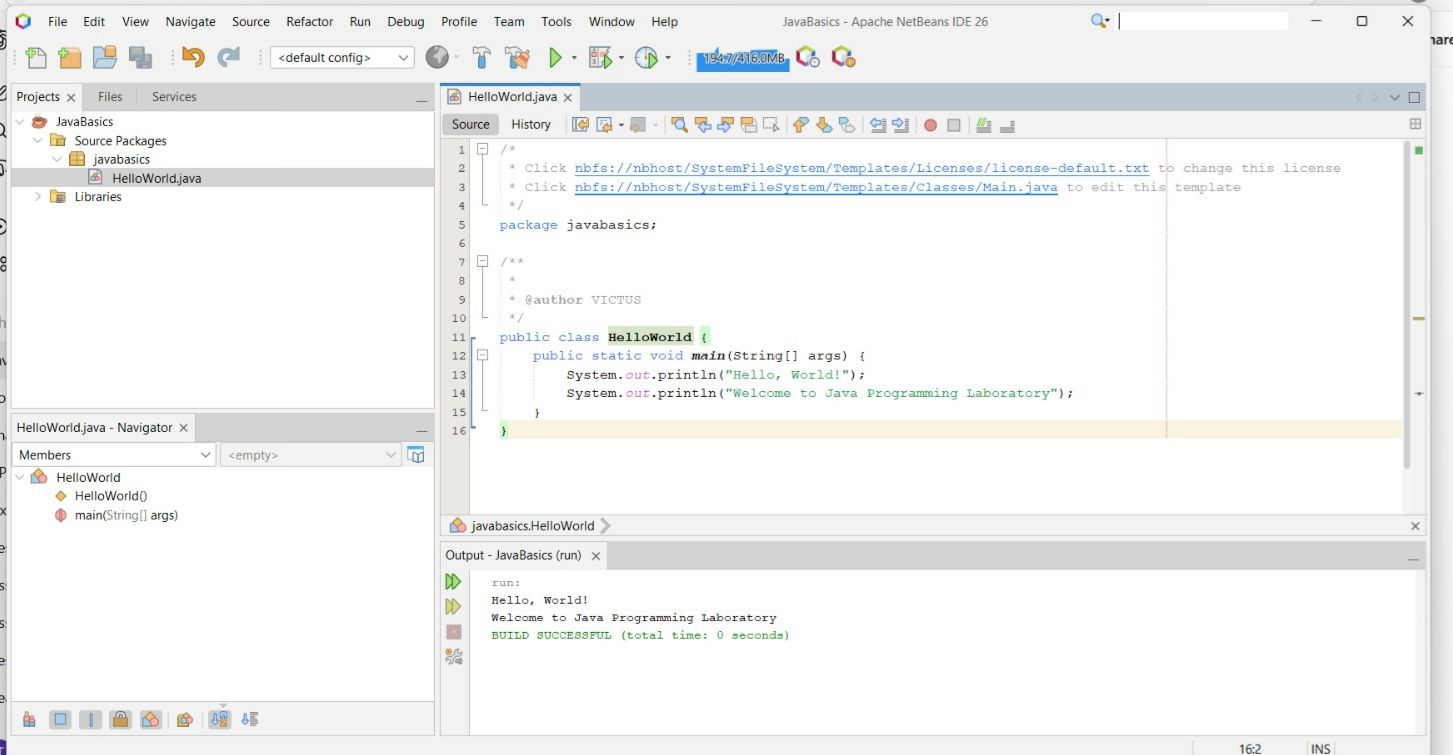 File Edit View Navigate Source Refactor Run Debug Profile Team Tools Window Help JavaBasics - Apache NetBeans IDE 26
<default config> 194.7/416.0MB
Projects Files Services
JavaBasics
Source Packages
javabasics
HelloWorld.java
Libraries
HelloWorld.java
Source History
1 /*
2 * Click nbfs://nbhost/SystemFileSystem/Templates/Licenses/license-default.txt to change this license
3 * Click nbfs://nbhost/SystemFileSystem/Templates/Classes/Main.java to edit this template
4 */
5 package javabasics;
6
7 /**
8 *
9 * @author VICTUS
10 */
11 public class HelloWorld {
12 public static void main(String[] args) {
13 System.out.println("Hello, World!");
14 System.out.println("Welcome to Java Programming Laboratory");
15 }
16 }
HelloWorld.java - Navigator
Members <empty>
HelloWorld
HelloWorld()
main(String[] args)
javabasics.HelloWorld
Output - JavaBasics (run)
run:
Hello, World!
Welcome to Java Programming Laboratory
BUILD SUCCESSFUL (total time: 0 seconds)
16:2 INS